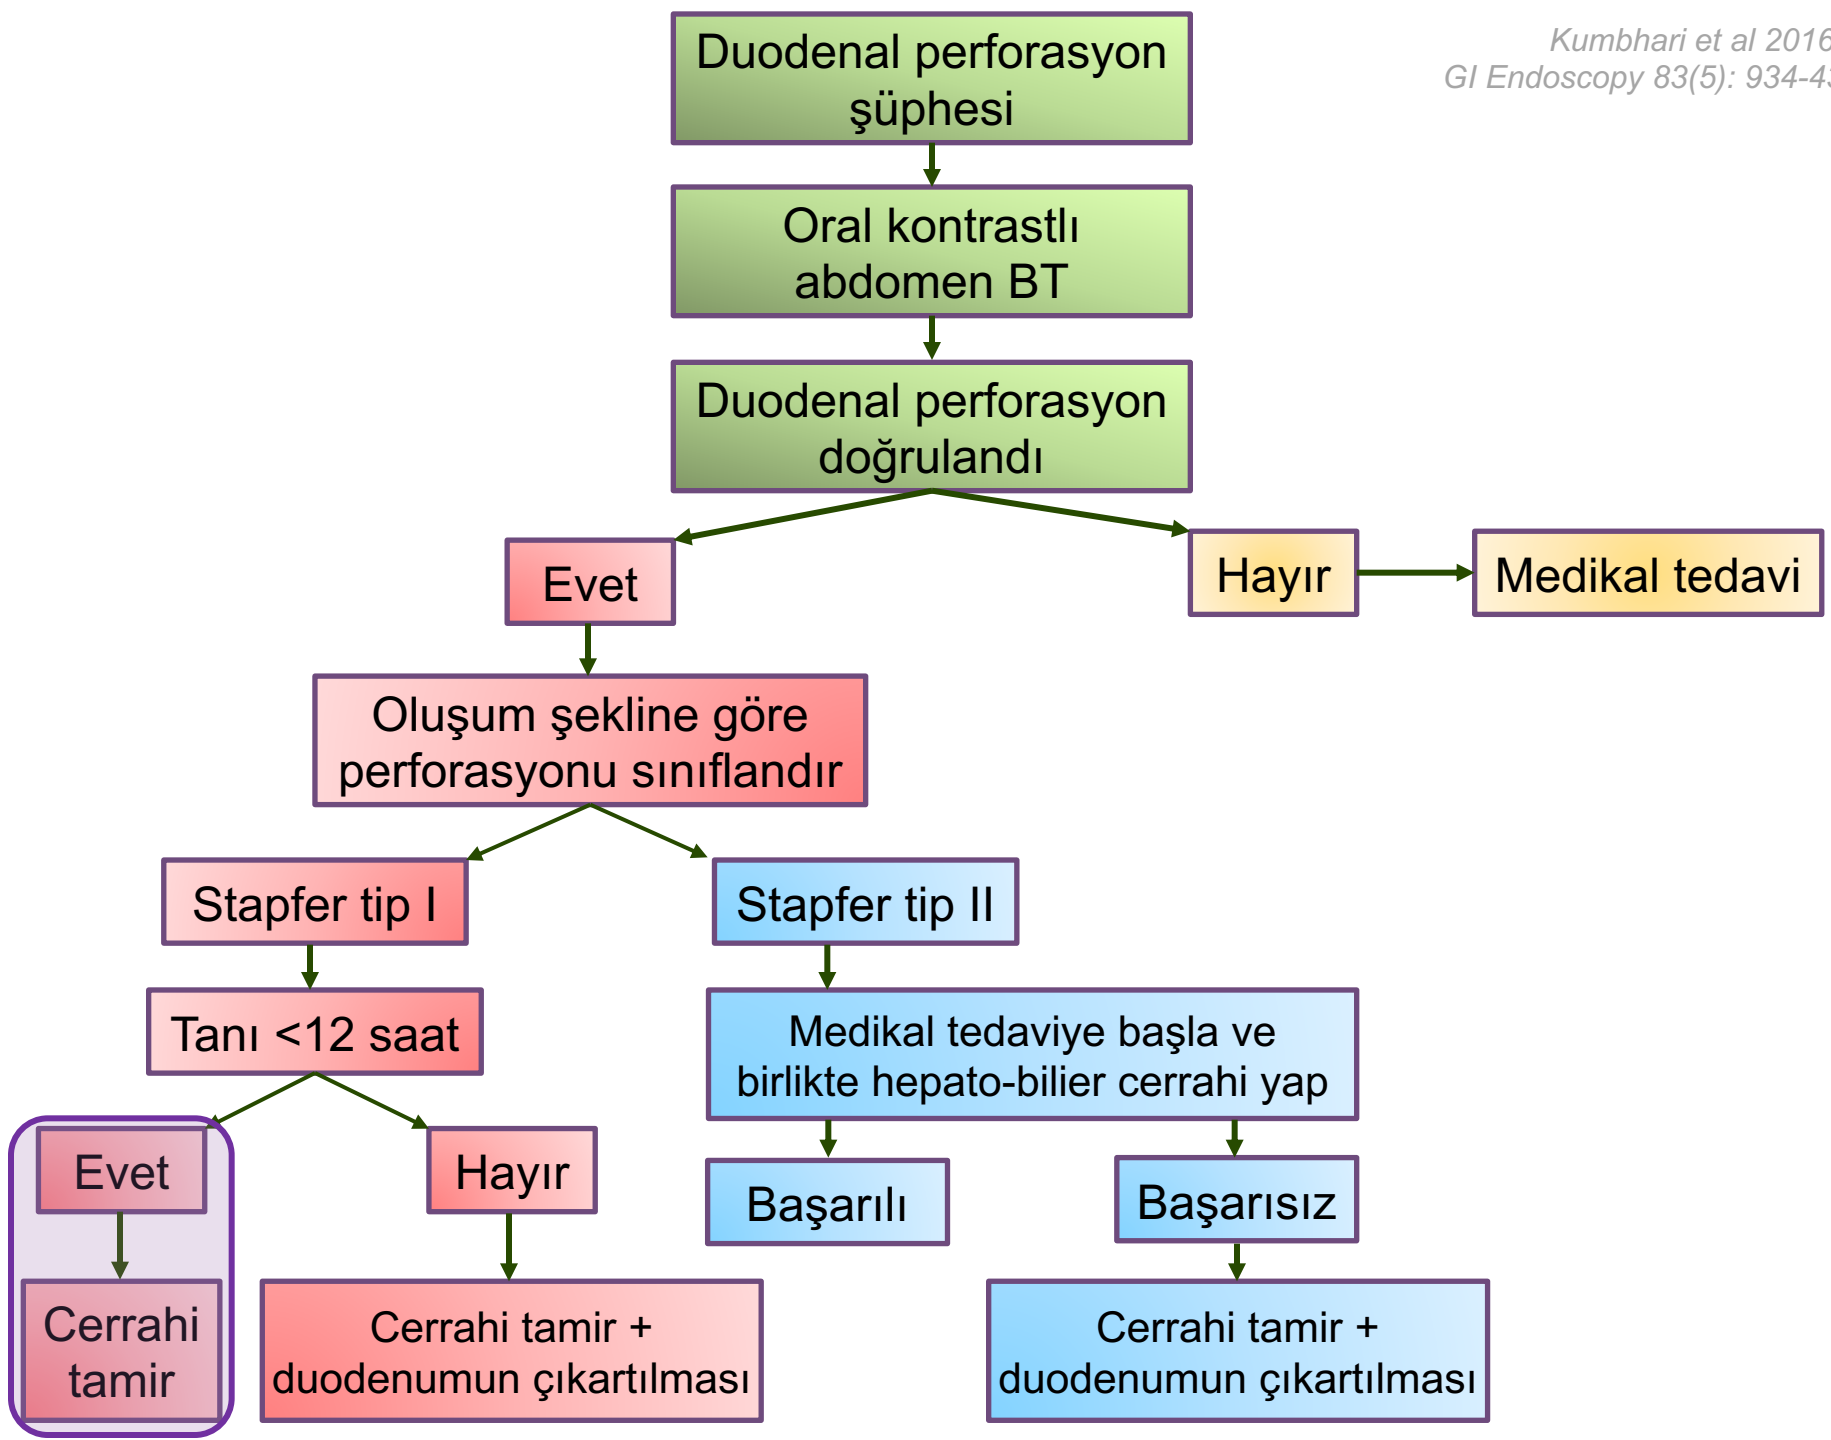 Kumbhari et al 2016
GI Endoscopy 83(5): 934-43
Duodenal perforasyon
şüphesi
Oral kontrastlı
abdomen BT
Duodenal perforasyon
doğrulandı
Evet
Hayır
Medikal tedavi
Oluşum şekline göre
perforasyonu sınıflandır
Stapfer tip I
Stapfer tip II
Tanı <12 saat
Medikal tedaviye başla ve
birlikte hepato-bilier cerrahi yap
Evet
Hayır
Başarılı
Başarısız
Cerrahi
tamir
Cerrahi tamir +
duodenumun çıkartılması
Cerrahi tamir +
duodenumun çıkartılması